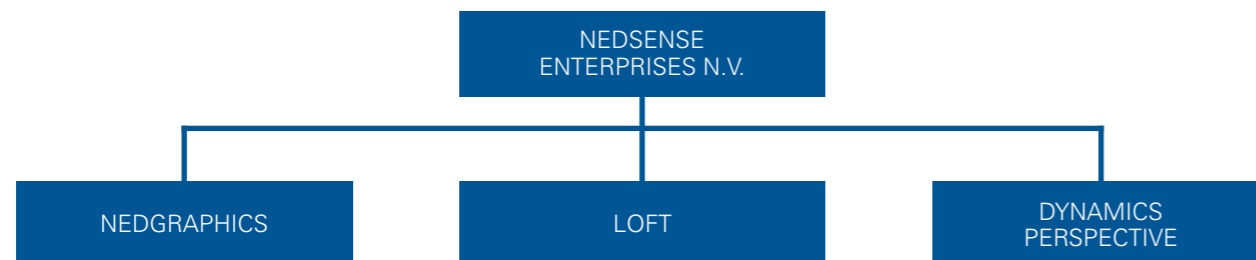 NEDSENSE
ENTERPRISES N.V.
NEDGRAPHICS
LOFT
DYNAMICS
PERSPECTIVE